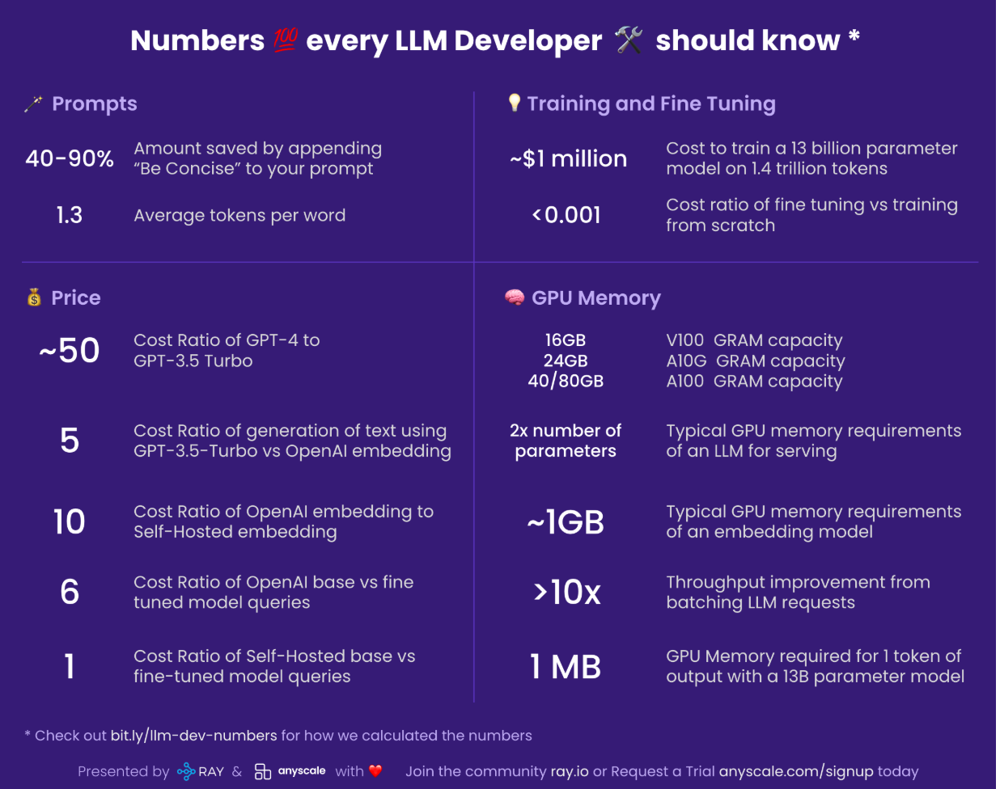 Numbers 💯 every LLM Developer 🛠 should know *
🪄 Prompts
40-90%
Amount saved by appending
“Be Concise” to your prompt
1.3
Average tokens per word
💡 Training and Fine Tuning
~$1 million
Cost to train a 13 billion parameter
model on 1.4 trillion tokens
<0.001
Cost ratio of fine tuning vs training
from scratch
💰 Price
~50
Cost Ratio of GPT-4 to
GPT-3.5 Turbo
5
Cost Ratio of generation of text using
GPT-3.5-Turbo vs OpenAI embedding
10
Cost Ratio of OpenAI embedding to
Self-Hosted embedding
6
Cost Ratio of OpenAI base vs fine
tuned model queries
1
Cost Ratio of Self-Hosted base vs
fine-tuned model queries
🧠 GPU Memory
16GB V100 GRAM capacity
24GB A10G GRAM capacity
40/80GB A100 GRAM capacity
2x number of
parameters
Typical GPU memory requirements
of an LLM for serving
~1GB
Typical GPU memory requirements
of an embedding model
>10x
Throughput improvement from
batching LLM requests
1 MB
GPU Memory required for 1 token of
output with a 13B parameter model
* Check out bit.ly/llm-dev-numbers for how we calculated the numbers
Presented by RAY & anyscale with ❤️ Join the community ray.io or Request a Trial anyscale.com/signup today